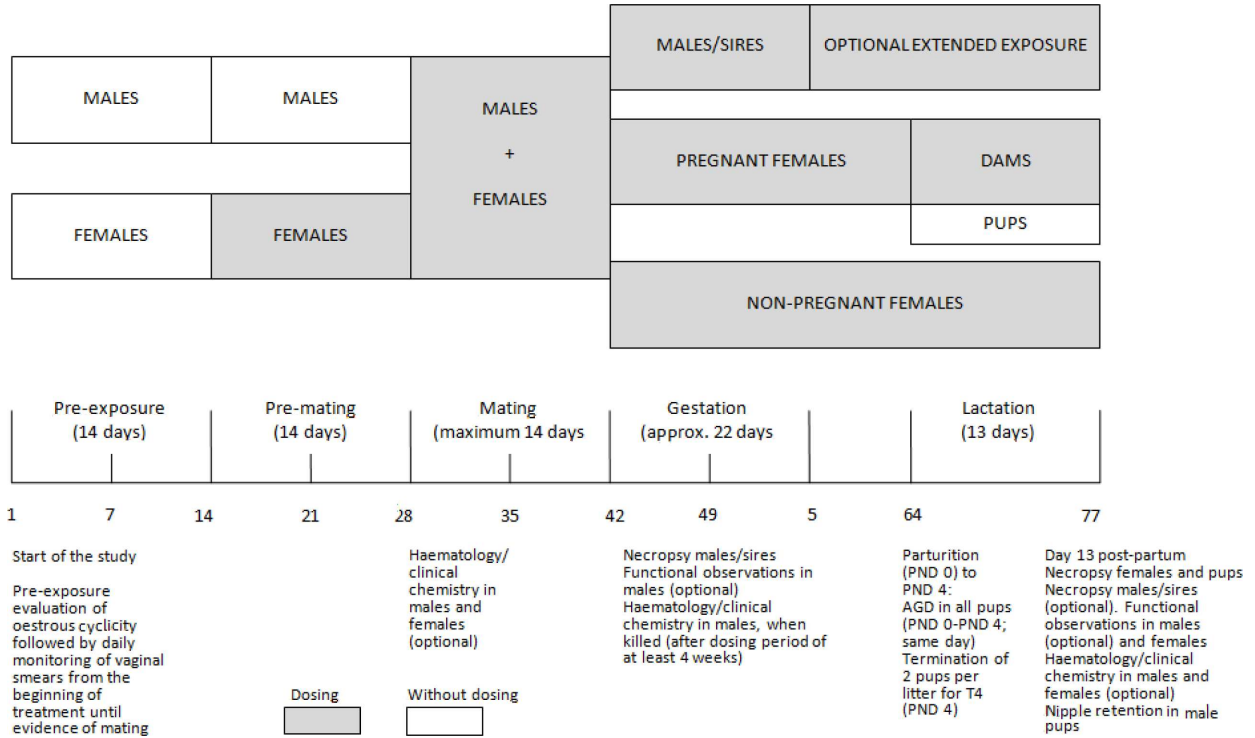 MALES/SIRES
OPTIONAL EXTENDED EXPOSURE
MALES
MALES
MALES
+
FEMALES
PREGNANT FEMALES
DAMS
PUPS
FEMALES
FEMALES
NON-PREGNANT FEMALES
Pre-exposure
(14 days)
Pre-mating
(14 days)
Mating
(maximum 14 days
Gestation
(approx. 22 days
Lactation
(13 days)
1
7
14
21
28
35
42
49
5
64
77
Start of the study
Pre-exposure
evaluation of
oestrous cyclicity
followed by daily
monitoring of vaginal
smears from the
beginning of
treatment until
evidence of mating
Haematology/
clinical
chemistry in
males and
females
(optional)
Necropsy males/sires
Functional observations in
males (optional)
Haematology/clinical
chemistry in males, when
killed (after dosing period of
at least 4 weeks)
Parturition
(PND 0) to
PND 4:
AGD in all pups
(PND 0-PND 4;
same day)
Termination of
2 pups per
litter for T4
(PND 4)
Day 13 post-partum
Necropsy females and pups
Necropsy males/sires
(optional). Functional
observations in males
(optional) and females
Haematology/clinical
chemistry in males and
females (optional)
Nipple retention in male
pups
Dosing
Without dosing